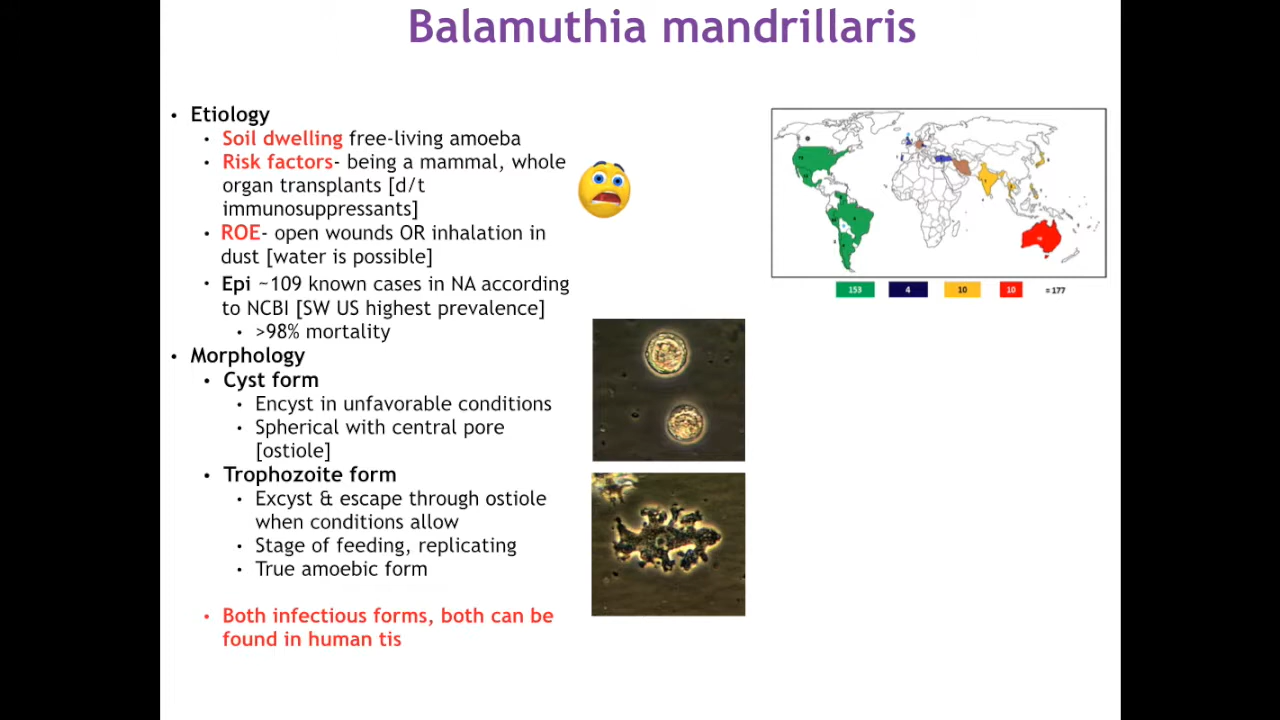 Balamuthia mandrillaris
• Etiology
• Soil dwelling free-living amoeba
• Risk factors- being a mammal, whole
organ transplants [d/t
immunosuppressants]
• ROE- open wounds OR inhalation in
dust [water is possible]
• Epi ~109 known cases in NA according
to NCBI [SW US highest prevalence]
• >98% mortality
• Morphology
• Cyst form
• Encyst in unfavorable conditions
• Spherical with central pore
[ostiole]
• Trophozoite form
• Excyst & escape through ostiole
when conditions allow
• Stage of feeding, replicating
• True amoebic form
• Both infectious forms, both can be
found in human tis
153 4 10 10 = 177